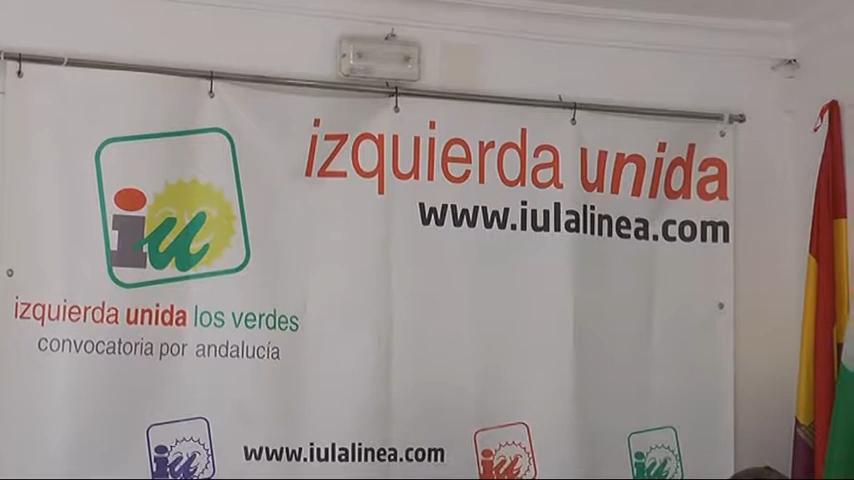 izquierda unida
www.iulalinea.com
iu
izquierda unida los verdes
convocatoria por andalucía
iu
www.iulalinea.com
iu
iu